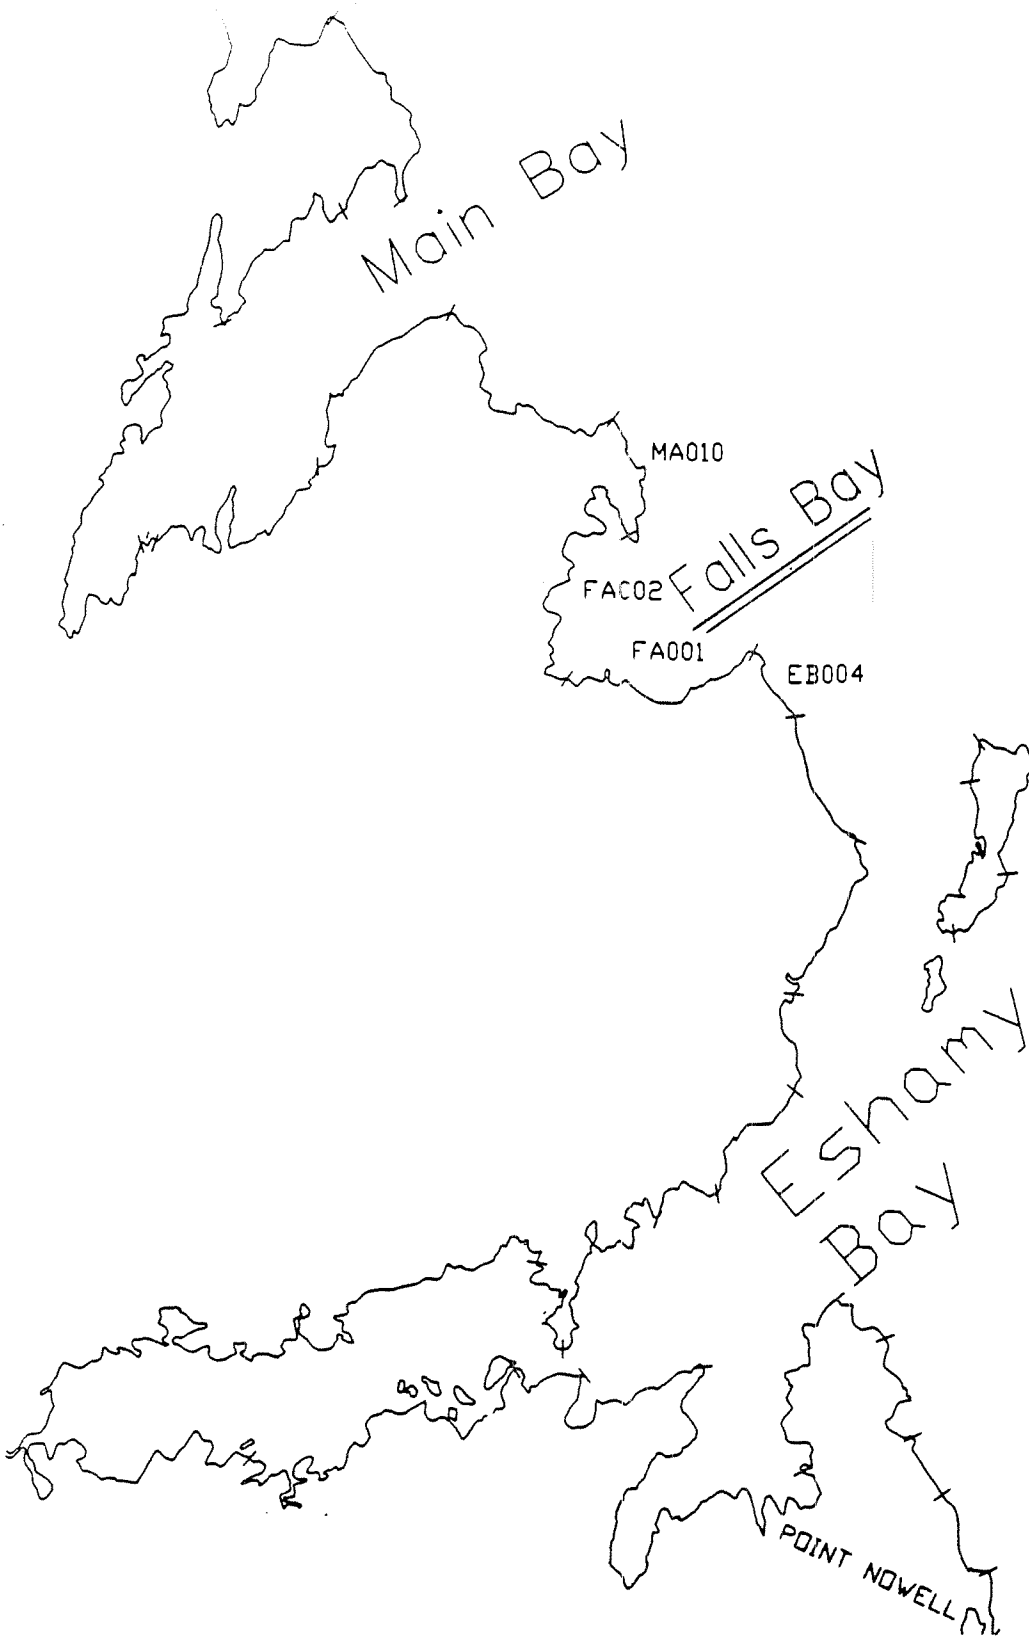 Main Bay
MA010
Falls Bay
FAC02
FA001
EB004
Eshamy
Bay
POINT NOWELL